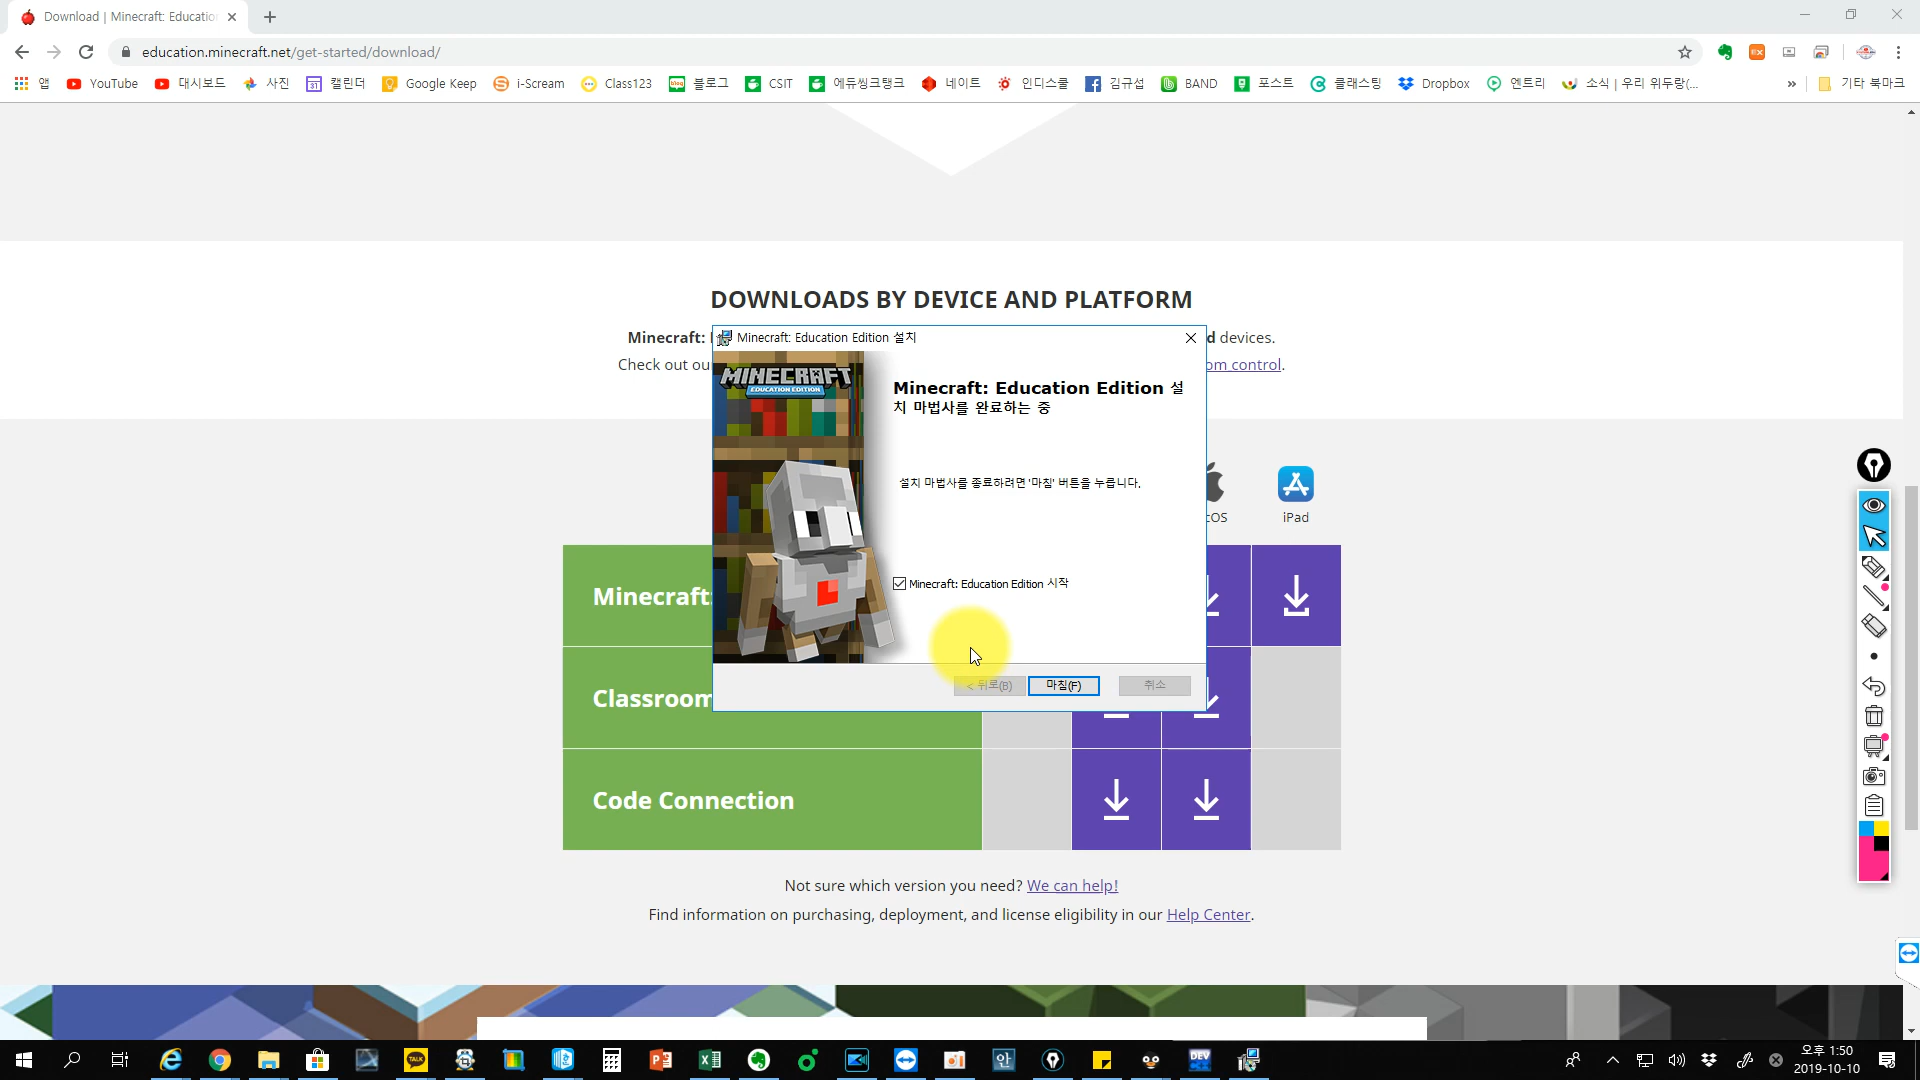 Download | Minecraft: Educatio
education.minecraft.net/get-started/download/
앱 YouTube 대시보드 사진 캘린더 Google Keep i-Scream Class123 블로그 CSIT 에듀씽크탱크 네이트 인디스쿨 김규섭 BAND 포스트 클래스팅 Dropbox 엔트리 소식 | 우리 위두랑(... » 기타 북마크
DOWNLOADS BY DEVICE AND PLATFORM
Minecraft: d devices.
Check out ou om control.
Minecraft: Education Edition 설치
MINECRAFT
EDUCATION EDITION
Minecraft: Education Edition 설
치 마법사를 완료하는 중
설치 마법사를 종료하려면 '마침' 버튼을 누릅니다.
Minecraft: Education Edition 시작
< 뒤로(B) 마침(F) 취소
cOS iPad
Minecraft:
Classroom
Code Connection
Not sure which version you need? We can help!
Find information on purchasing, deployment, and license eligibility in our Help Center.
TALK
안
DEV
오후 1:50
2019-10-10